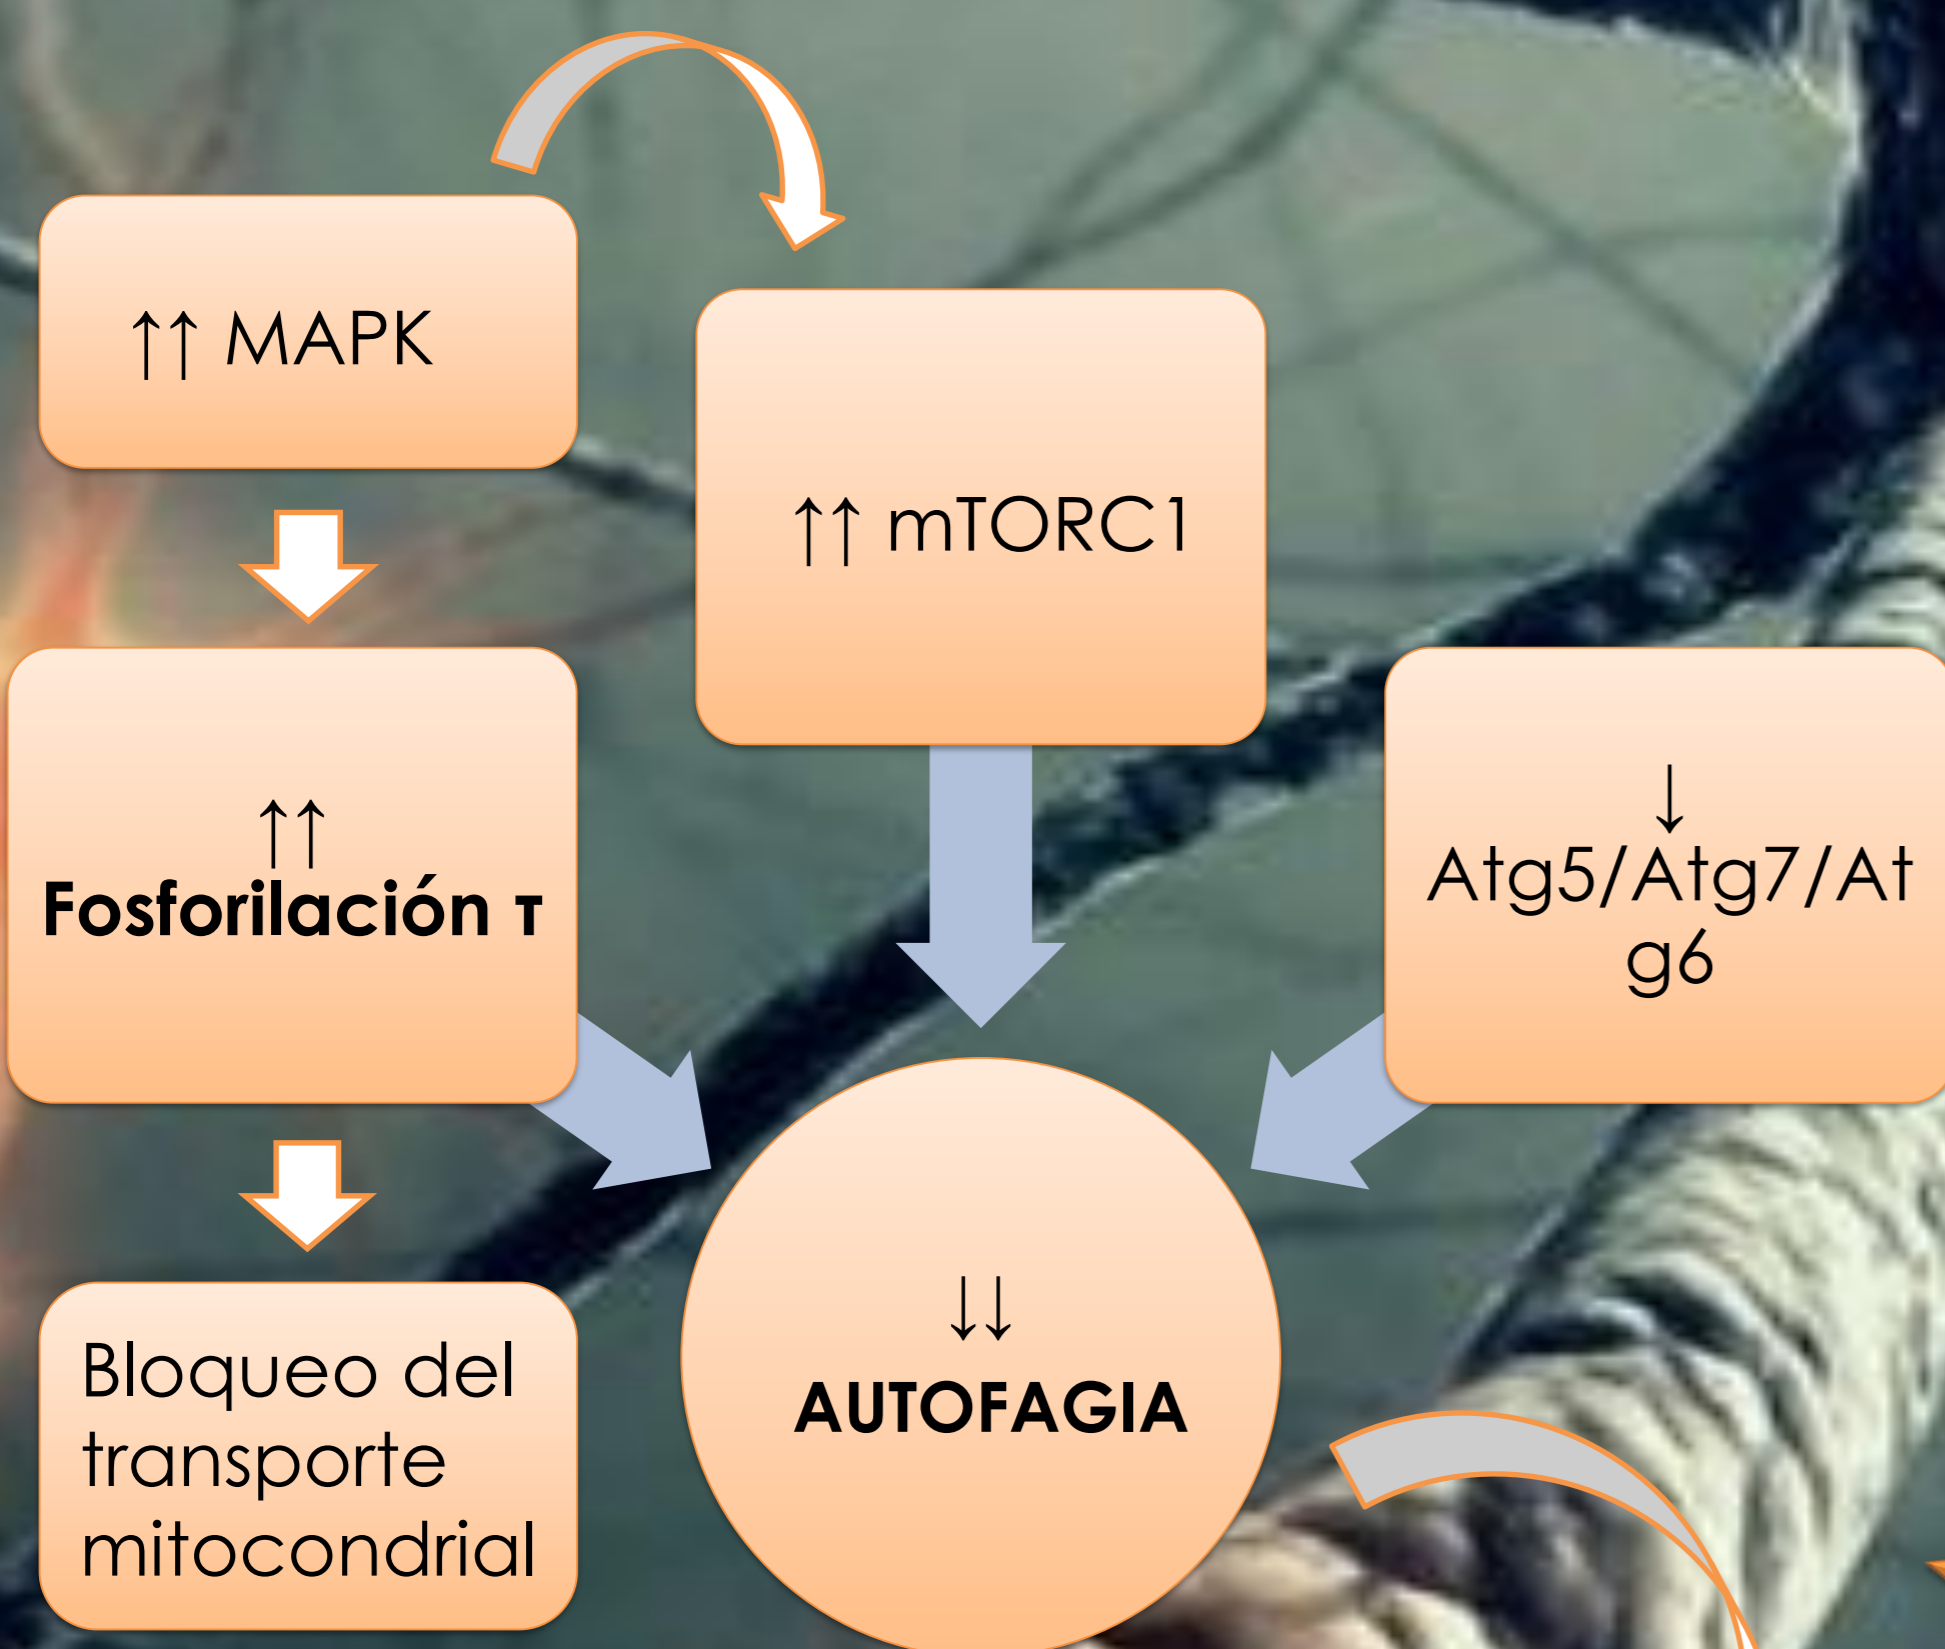 ↑↑ MAPK
↑↑ mTORC1
↑↑
Fosforilación τ
↓
Atg5/Atg7/At
g6
Bloqueo del
transporte
mitocondrial
↓↓
AUTOFAGIA